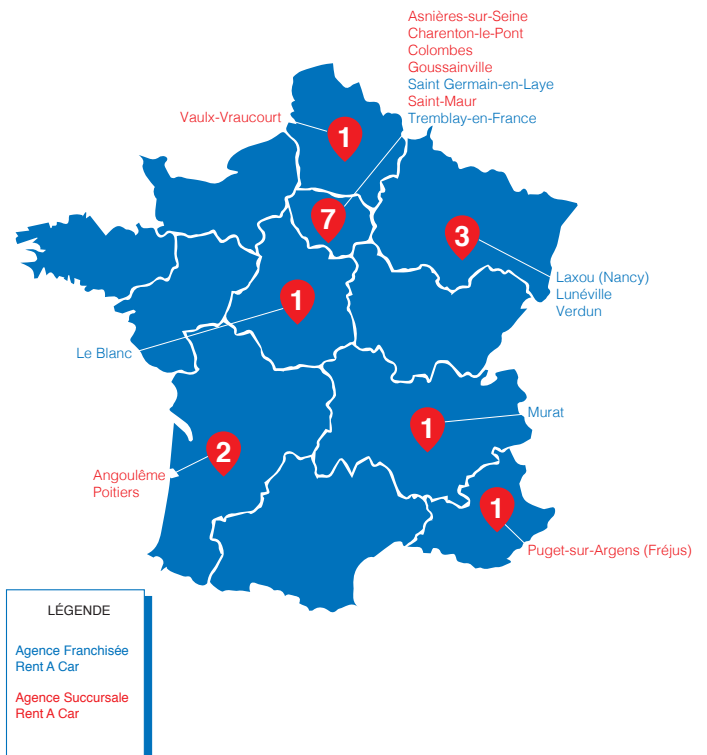 Asnières-sur-Seine
Charenton-le-Pont
Colombes
Goussainville
Saint Germain-en-Laye
Saint-Maur
Tremblay-en-France
Vaulx-Vraucourt
1
7
3
Laxou (Nancy)
Lunéville
Verdun
1
Le Blanc
Murat
1
2
Angoulême
Poitiers
1
Puget-sur-Argens (Fréjus)
LÉGENDE
Agence Franchisée
Rent A Car
Agence Succursale
Rent A Car